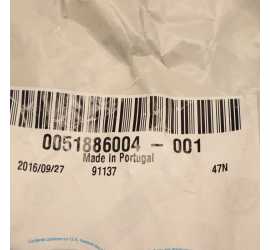 0051886004 - 001
Made in Portugal
2016/09/27 91137 47N